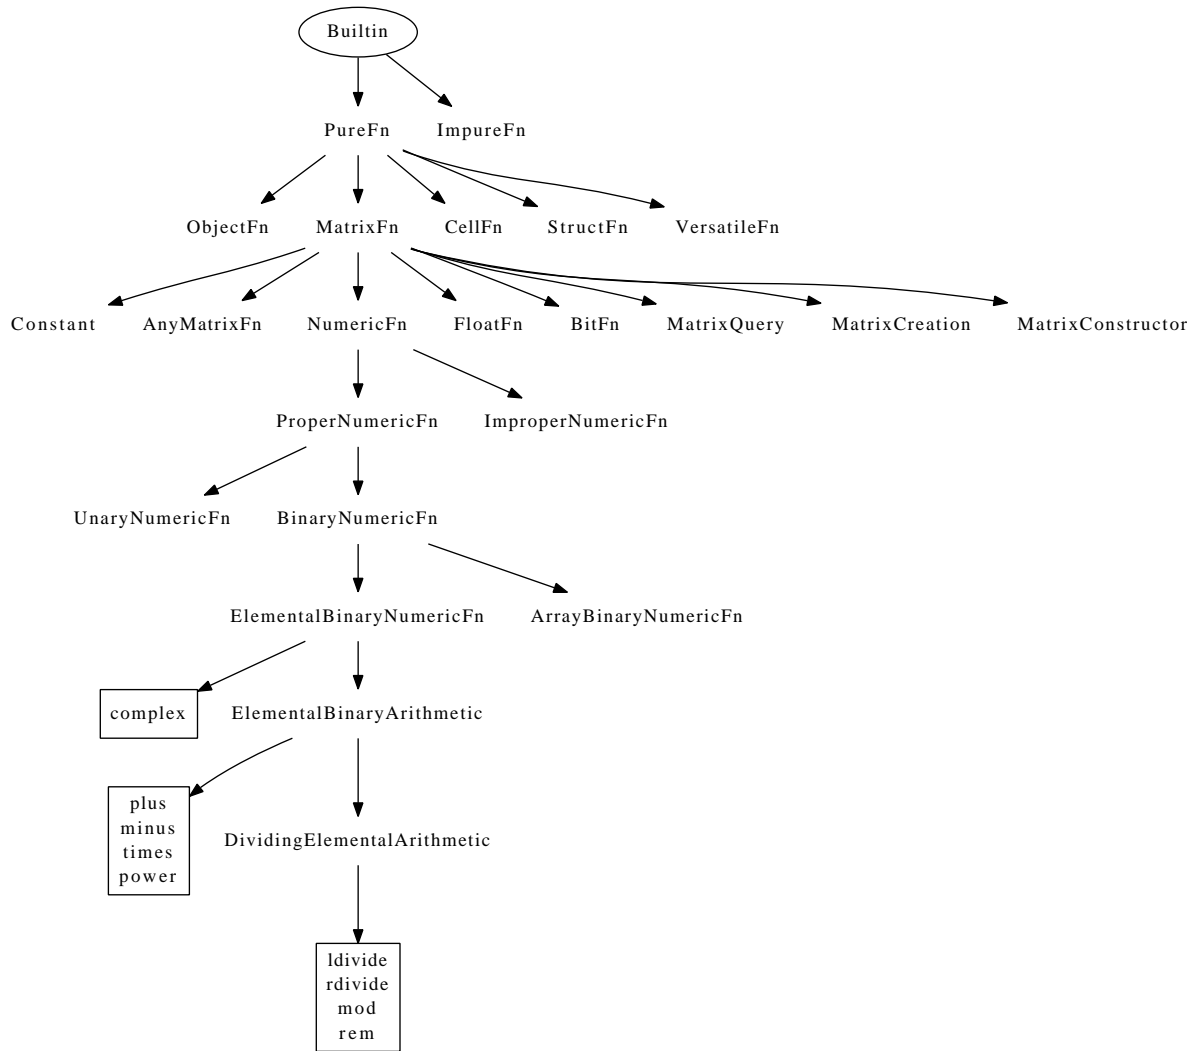 Builtin
PureFn ImpureFn
ObjectFn MatrixFn CellFn StructFn VersatileFn
Constant AnyMatrixFn NumericFn FloatFn BitFn MatrixQuery MatrixCreation MatrixConstructor
ProperNumericFn ImproperNumericFn
UnaryNumericFn BinaryNumericFn
ElementalBinaryNumericFn ArrayBinaryNumericFn
complex ElementalBinaryArithmetic
plus
minus
times
power
DividingElementalArithmetic
ldivide
rdivide
mod
rem